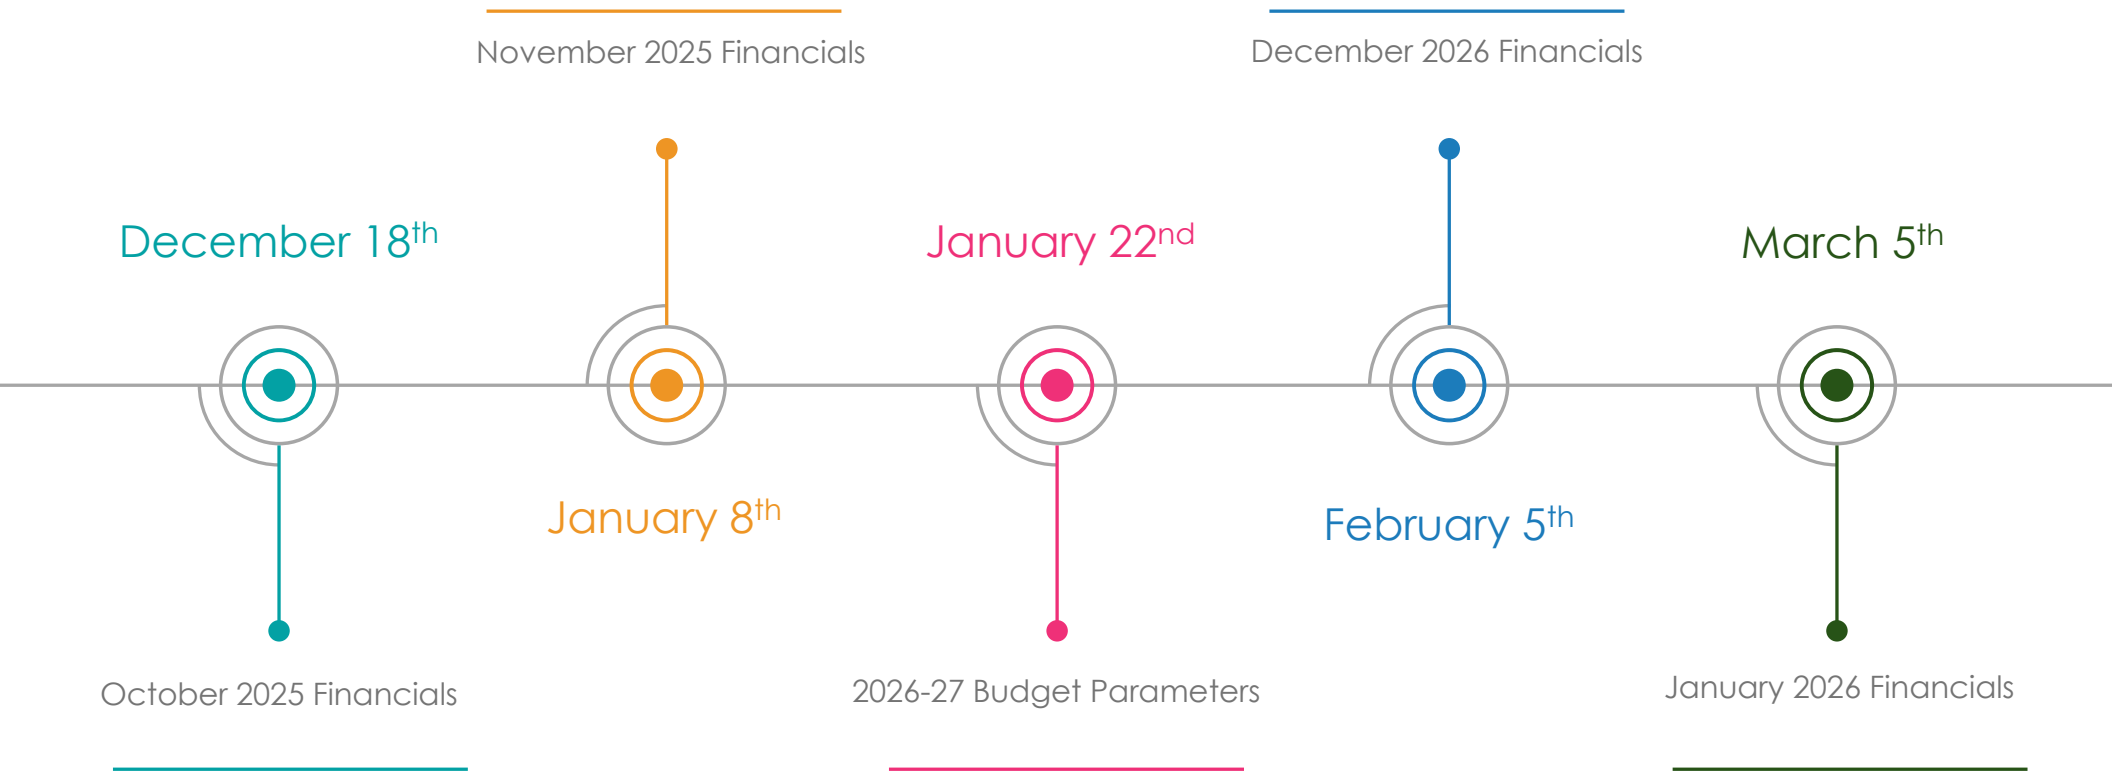 November 2025 Financials
December 2026 Financials
December 18th
January 22nd
March 5th
January 8th
February 5th
October 2025 Financials
2026-27 Budget Parameters
January 2026 Financials